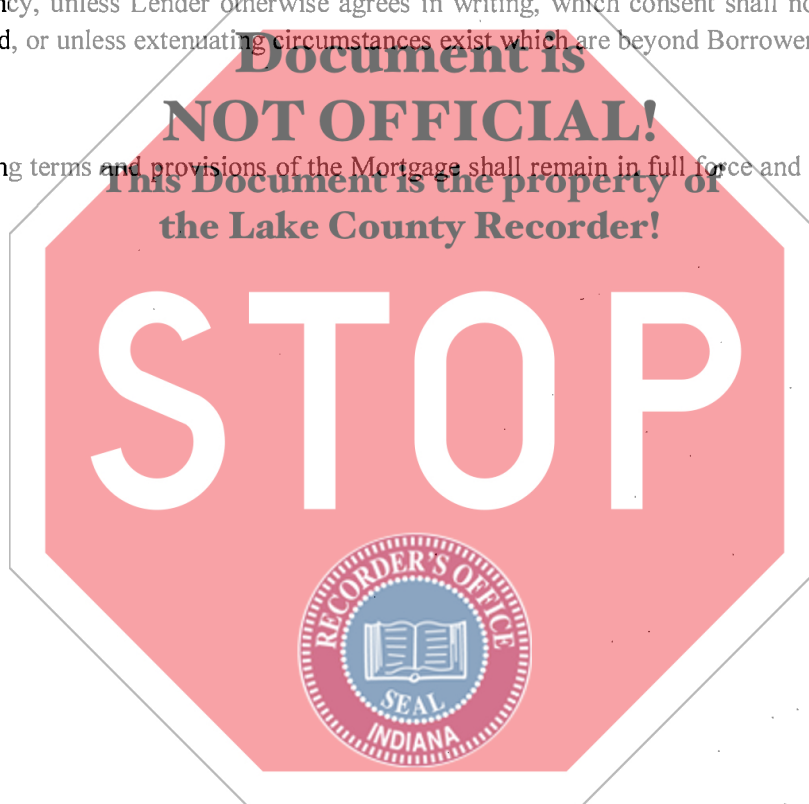 ncy, unless Lender otherwise agrees in writing, which consent shall no
d, or unless extenuating circumstances exist which are beyond Borrower
Document is
NOT OFFICIAL!
ng terms and provisions of the Mortgage shall remain in full force and
This Document is the property of
the Lake County Recorder!
STOP
RECORDER'S OFFICE
SEAL
INDIANA